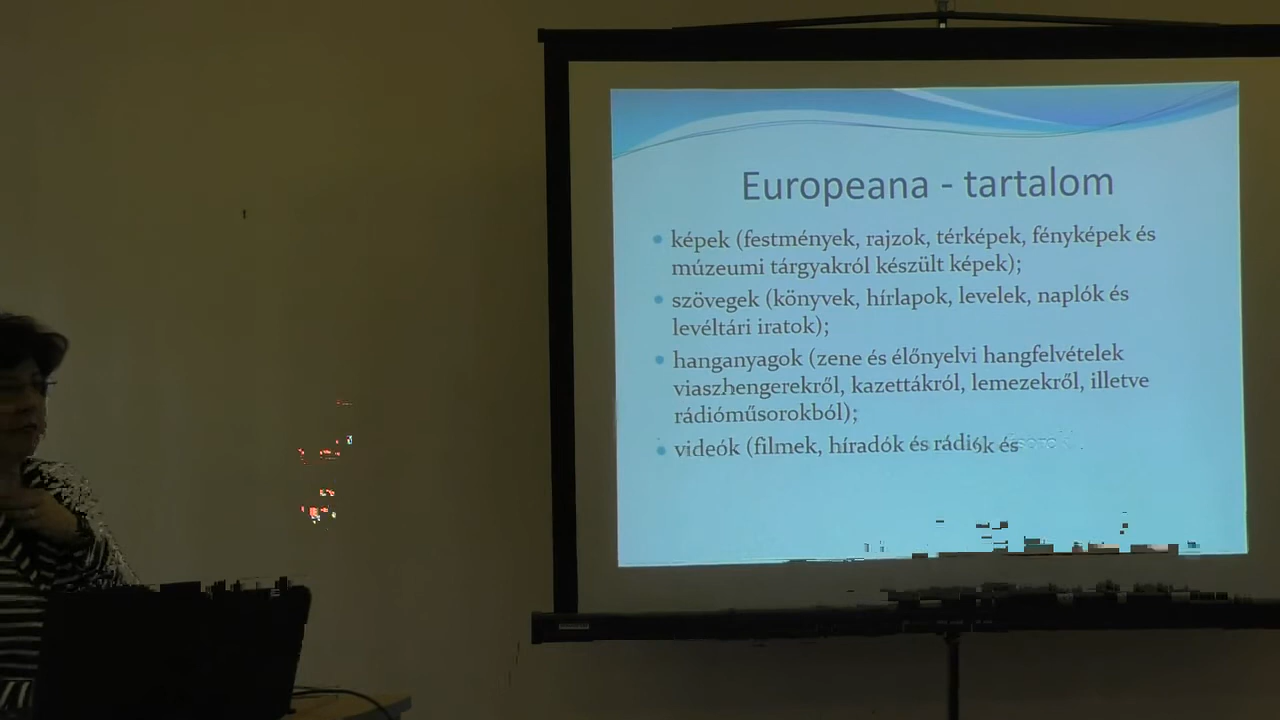 Europeana - tartalom
képek (festmények, rajzok, térképek, fényképek és
múzeumi tárgyakról készült képek);
szövegek (könyvek, hírlapok, levelek, naplók és
levéltári iratok);
hanganyagok (zene és élőnyelvi hangfelvételek
viaszhengerekről, kazettákról, lemezekről, illetve
rádióműsorokból);
videók (filmek, híradók és